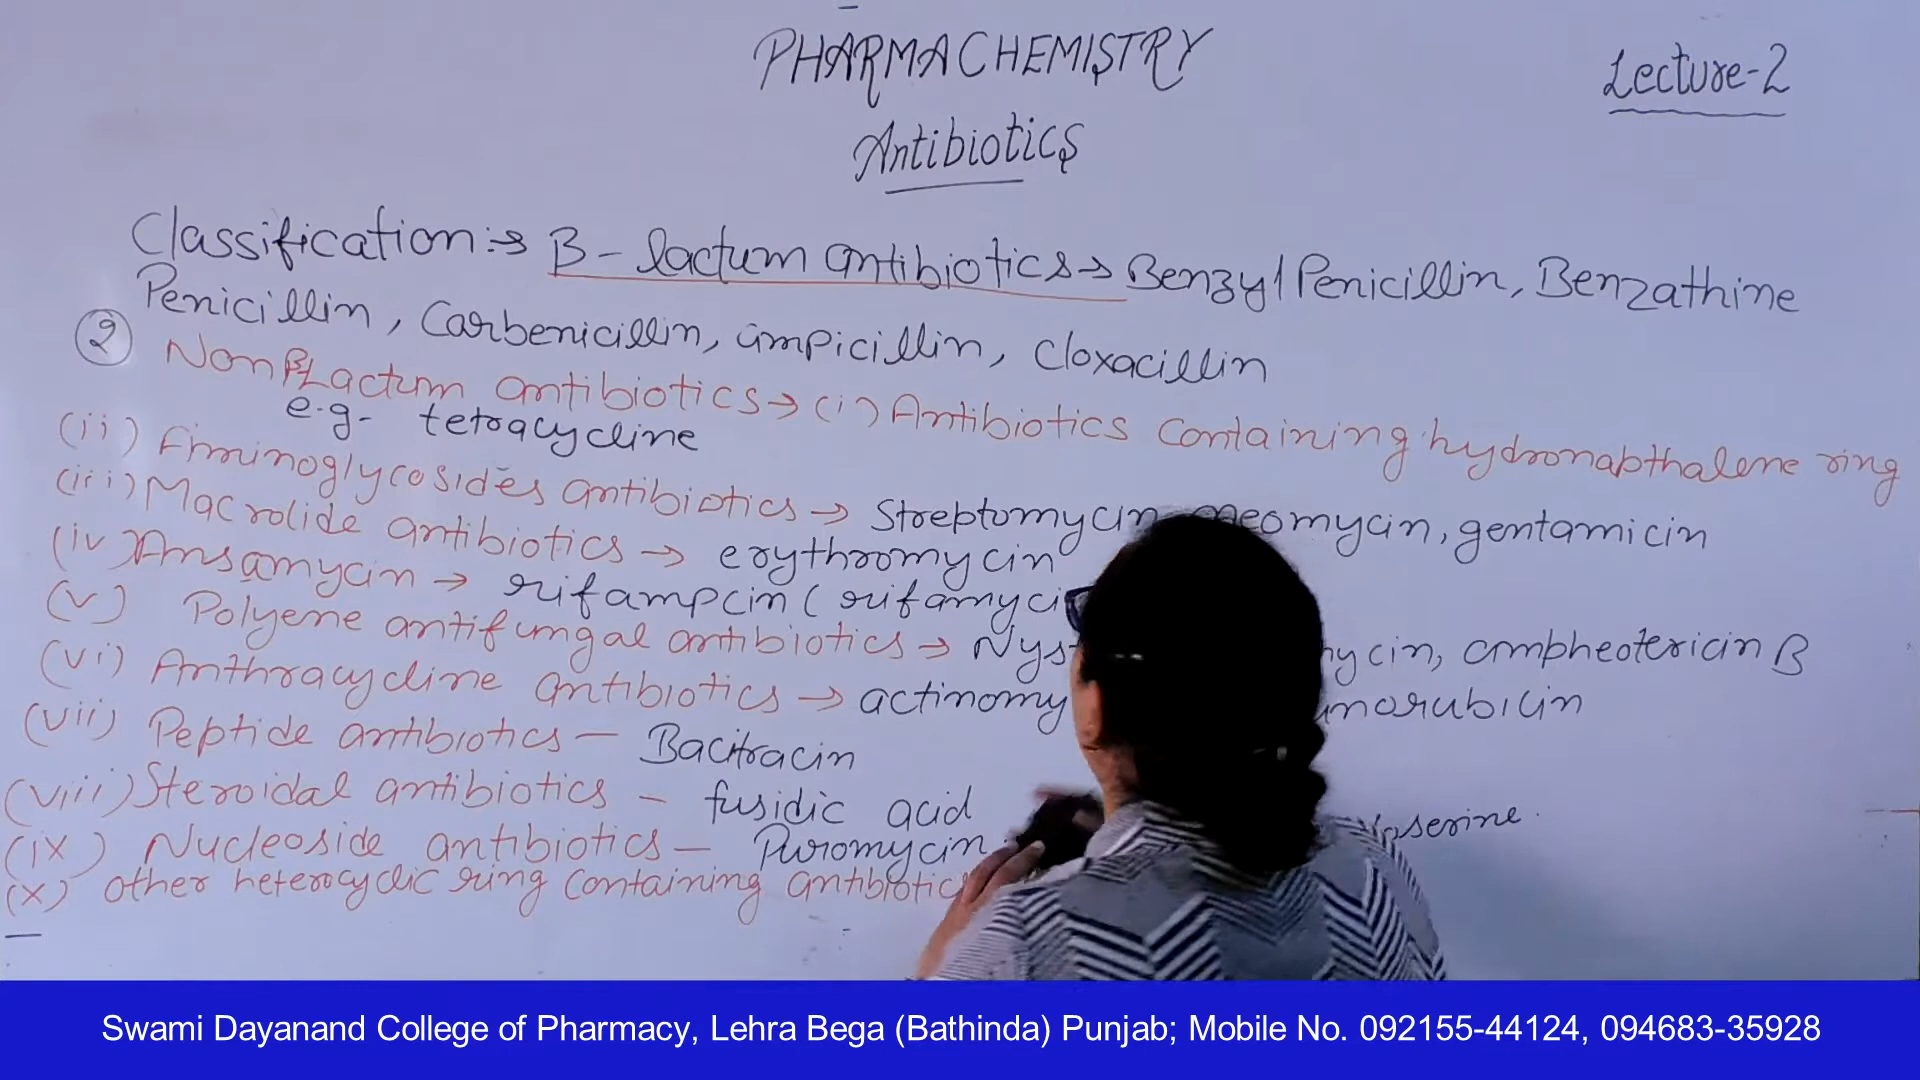 PHARMACHEMISTRY
Lecture-2
Antibiotics
Classification:→ B-lactum antibiotics→ Benzyl Penicillin, Benzathine
Penicillin, Carbenicillin, ampicillin, Cloxacillin
② Non β-Lactum antibiotics→ (i) Antibiotics Containing hydronapthalene ring
e.g- tetracycline
(ii) Aminoglycosides antibiotics → Streptomycin neomycin, gentamicin
(iii) Macrolide antibiotics → erythromycin
(iv) Ansamycin → rifampcin (rifamyci
(v) Polyene antifungal antibiotics → Nys ycin, ampheotericin B
(vi) Anthracycline antibiotics → actinomy norubicin
(vii) Peptide antibiotics - Bacitracin
(viii) Steroidal antibiotics - fusidic acid
(ix) Nucleoside antibiotics - Puromycin
(x) other heterocyclic ring containing antibiotic serine.
Swami Dayanand College of Pharmacy, Lehra Bega (Bathinda) Punjab; Mobile No. 092155-44124, 094683-35928